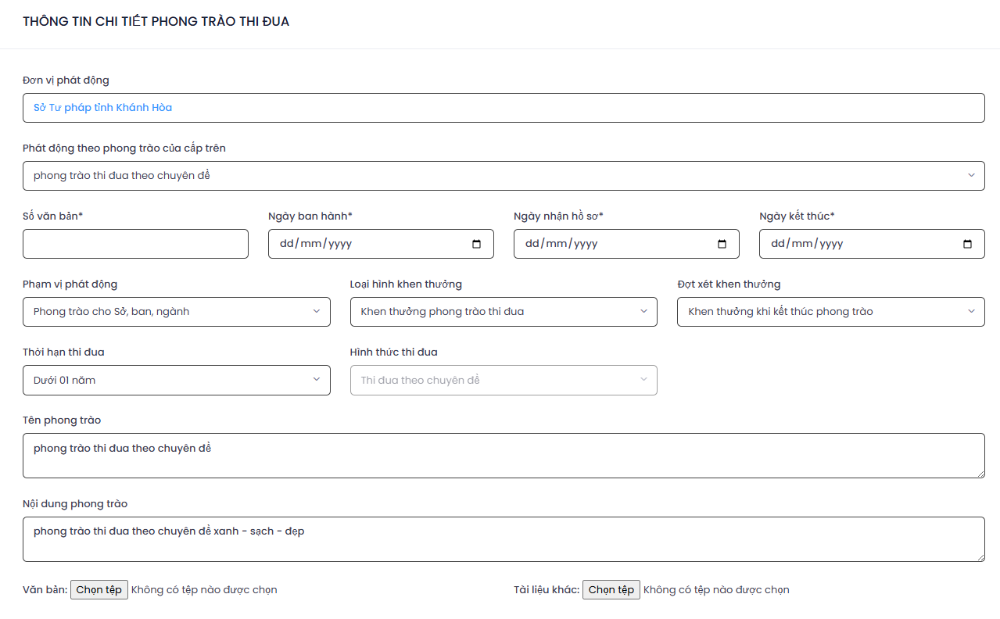 THÔNG TIN CHI TIẾT PHONG TRÀO THI ĐUA
Đơn vị phát động
Sở Tư pháp tỉnh Khánh Hòa
Phát động theo phong trào của cấp trên
phong trào thi đua theo chuyên đề
Số văn bản* Ngày ban hành* Ngày nhận hồ sơ* Ngày kết thúc*
dd/mm/yyyy dd/mm/yyyy dd/mm/yyyy
Phạm vị phát động Loại hình khen thưởng Đợt xét khen thưởng
Phong trào cho Sở, ban, ngành Khen thưởng phong trào thi đua Khen thưởng khi kết thúc phong trào
Thời hạn thi đua Hình thức thi đua
Dưới 01 năm Thi đua theo chuyên đề
Tên phong trào
phong trào thi đua theo chuyên đề
Nội dung phong trào
phong trào thi đua theo chuyên đề xanh - sạch - đẹp
Văn bản: Chọn tệp Không có tệp nào được chọn Tài liệu khác: Chọn tệp Không có tệp nào được chọn